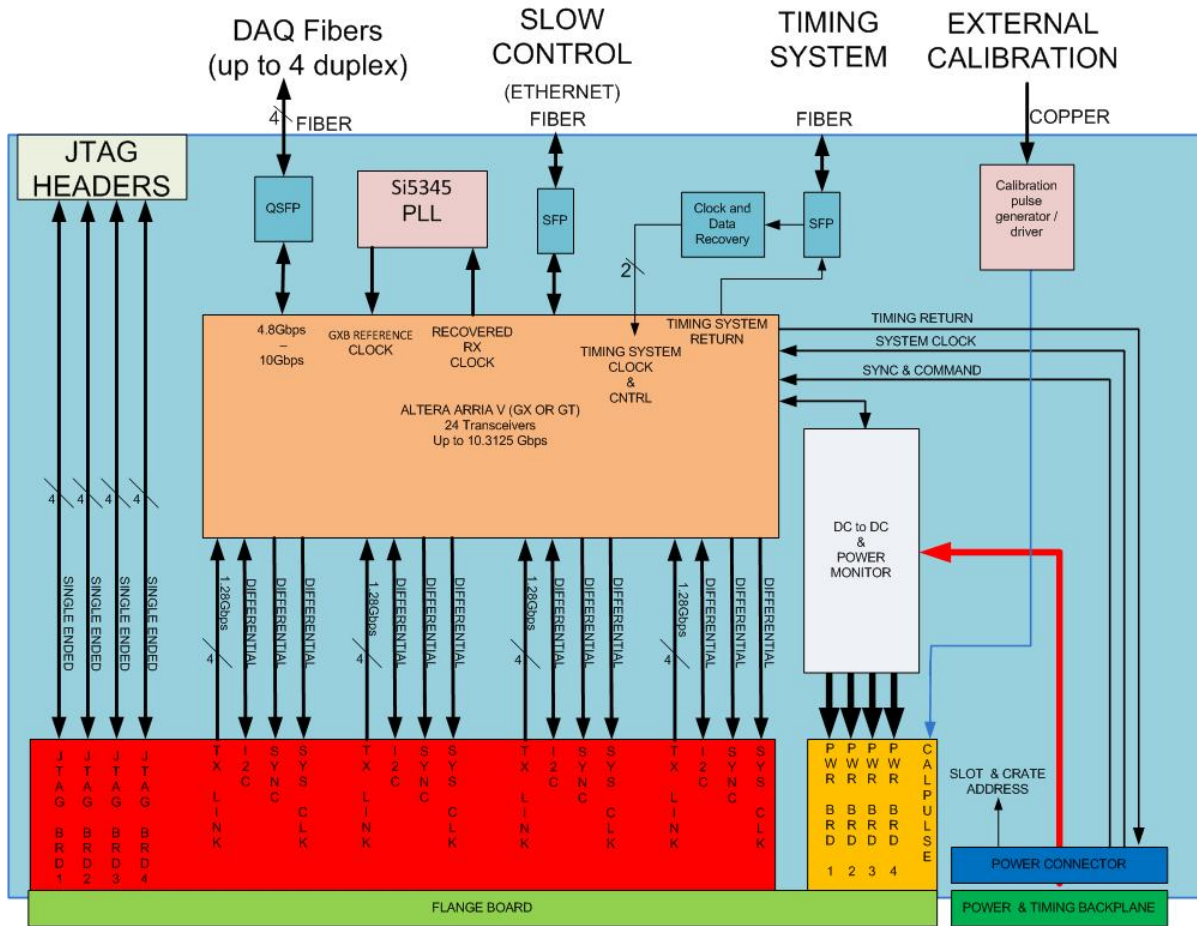 DAQ Fibers
(up to 4 duplex)
SLOW
CONTROL
(ETHERNET)
FIBER
TIMING
SYSTEM
FIBER
EXTERNAL
CALIBRATION
COPPER
4
FIBER
JTAG
HEADERS
QSFP
Si5345
PLL
SFP
Clock and
Data
Recovery
SFP
Calibration
pulse
generator /
driver
2
4.8Gbps
–
10Gbps
GXB REFERENCE
CLOCK
RECOVERED
RX
CLOCK
TIMING SYSTEM
CLOCK
&
CNTRL
TIMING SYSTEM
RETURN
ALTERA ARRIA V (GX OR GT)
24 Transceivers
Up to 10.3125 Gbps
TIMING RETURN
SYSTEM CLOCK
SYNC & COMMAND
DC to DC
&
POWER
MONITOR
4
4
4
4
SINGLE ENDED
SINGLE ENDED
SINGLE ENDED
SINGLE ENDED
1.28Gbps
4
DIFFERENTIAL
DIFFERENTIAL
DIFFERENTIAL
1.28Gbps
4
DIFFERENTIAL
DIFFERENTIAL
DIFFERENTIAL
1.28Gbps
4
DIFFERENTIAL
DIFFERENTIAL
DIFFERENTIAL
1.28Gbps
4
DIFFERENTIAL
DIFFERENTIAL
DIFFERENTIAL
JTAG BRD1
JTAG BRD2
JTAG BRD3
JTAG BRD4
TX LINK
I2C
SYNC
SYS CLK
TX LINK
I2C
SYNC
SYS CLK
TX LINK
I2C
SYNC
SYS CLK
TX LINK
I2C
SYNC
SYS CLK
PWR BRD 1
PWR BRD 2
PWR BRD 3
PWR BRD 4
CALPULSE
SLOT & CRATE
ADDRESS
POWER CONNECTOR
FLANGE BOARD
POWER & TIMING BACKPLANE